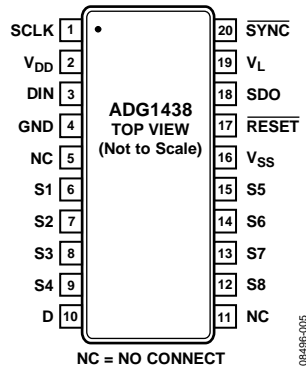 SCLK 1
VDD 2
DIN 3
GND 4
NC 5
S1 6
S2 7
S3 8
S4 9
D 10
ADG1438
TOP VIEW
(Not to Scale)
20 SYNC
19 VL
18 SDO
17 RESET
16 VSS
15 S5
14 S6
13 S7
12 S8
11 NC
NC = NO CONNECT
08496-005